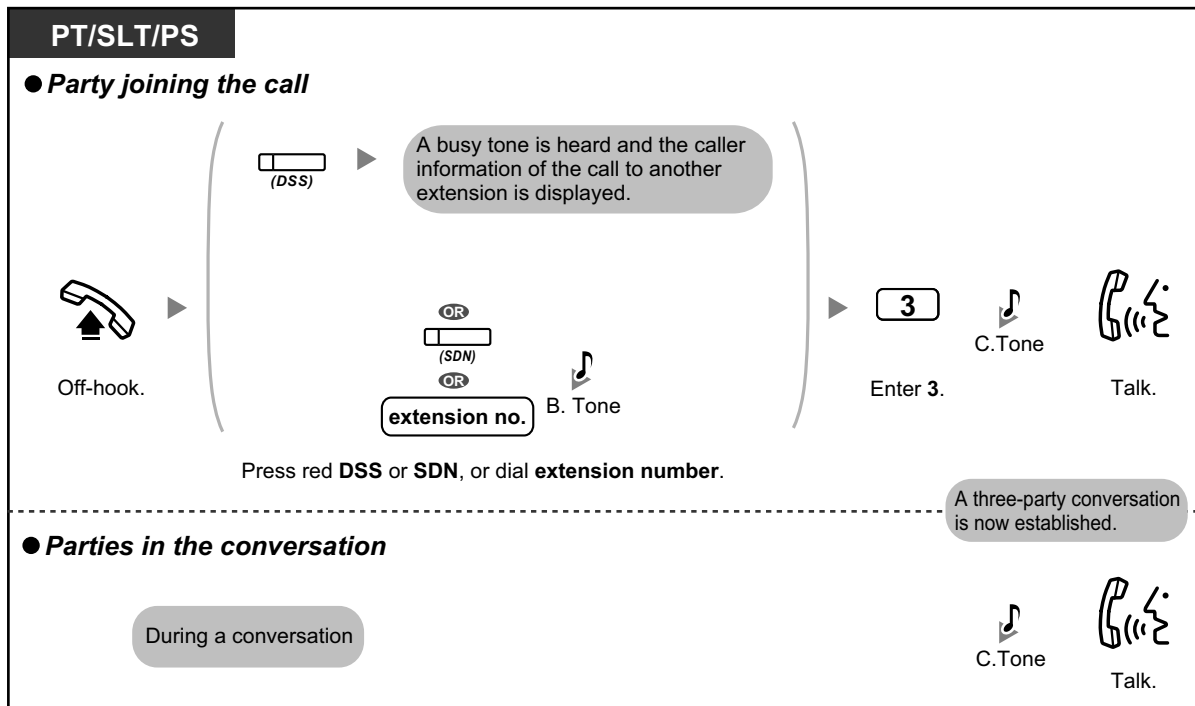 PT/SLT/PS
● Party joining the call
(DSS)
A busy tone is heard and the caller
information of the call to another
extension is displayed.
OR
(SDN)
OR
extension no.
B. Tone
3
C.Tone
Off-hook.
Enter 3.
Talk.
Press red DSS or SDN, or dial extension number.
A three-party conversation
is now established.
● Parties in the conversation
During a conversation
C.Tone
Talk.